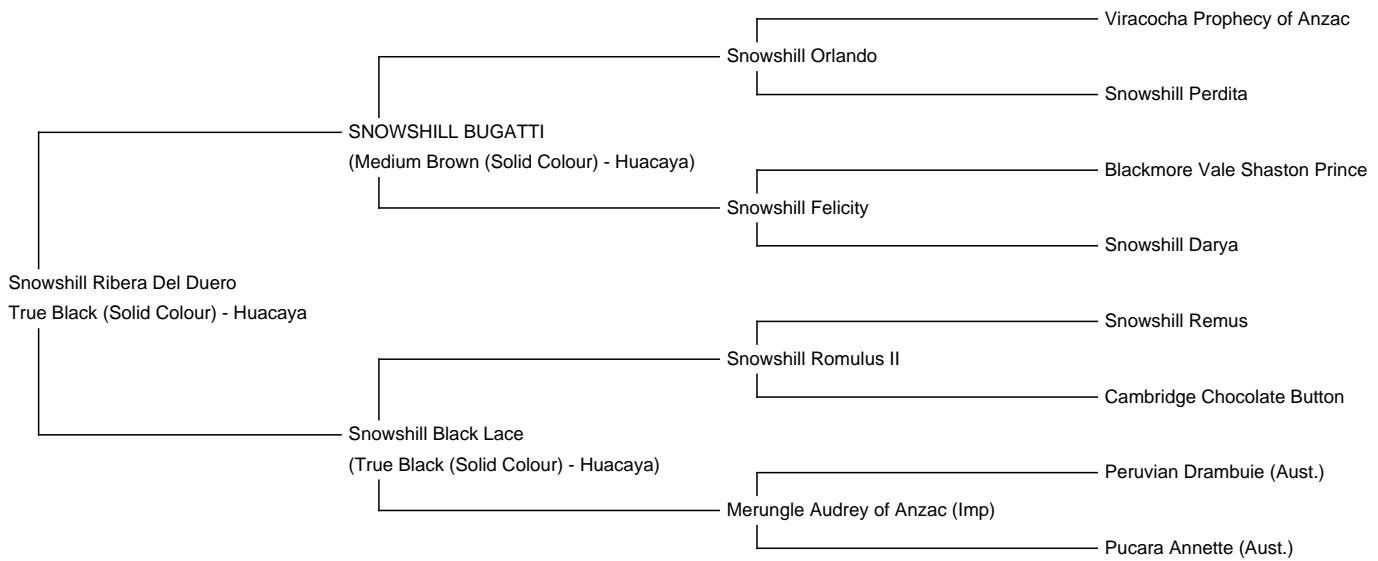 Viracocha Prophecy of Anzac
Snowshill Orlando
Snowshill Perdita
SNOWSHILL BUGATTI
(Medium Brown (Solid Colour) - Huacaya)
Blackmore Vale Shaston Prince
Snowshill Felicity
Snowshill Darya
Snowshill Ribera Del Duero
True Black (Solid Colour) - Huacaya
Snowshill Remus
Snowshill Romulus II
Cambridge Chocolate Button
Snowshill Black Lace
(True Black (Solid Colour) - Huacaya)
Peruvian Drambuie (Aust.)
Merungle Audrey of Anzac (Imp)
Pucara Annette (Aust.)